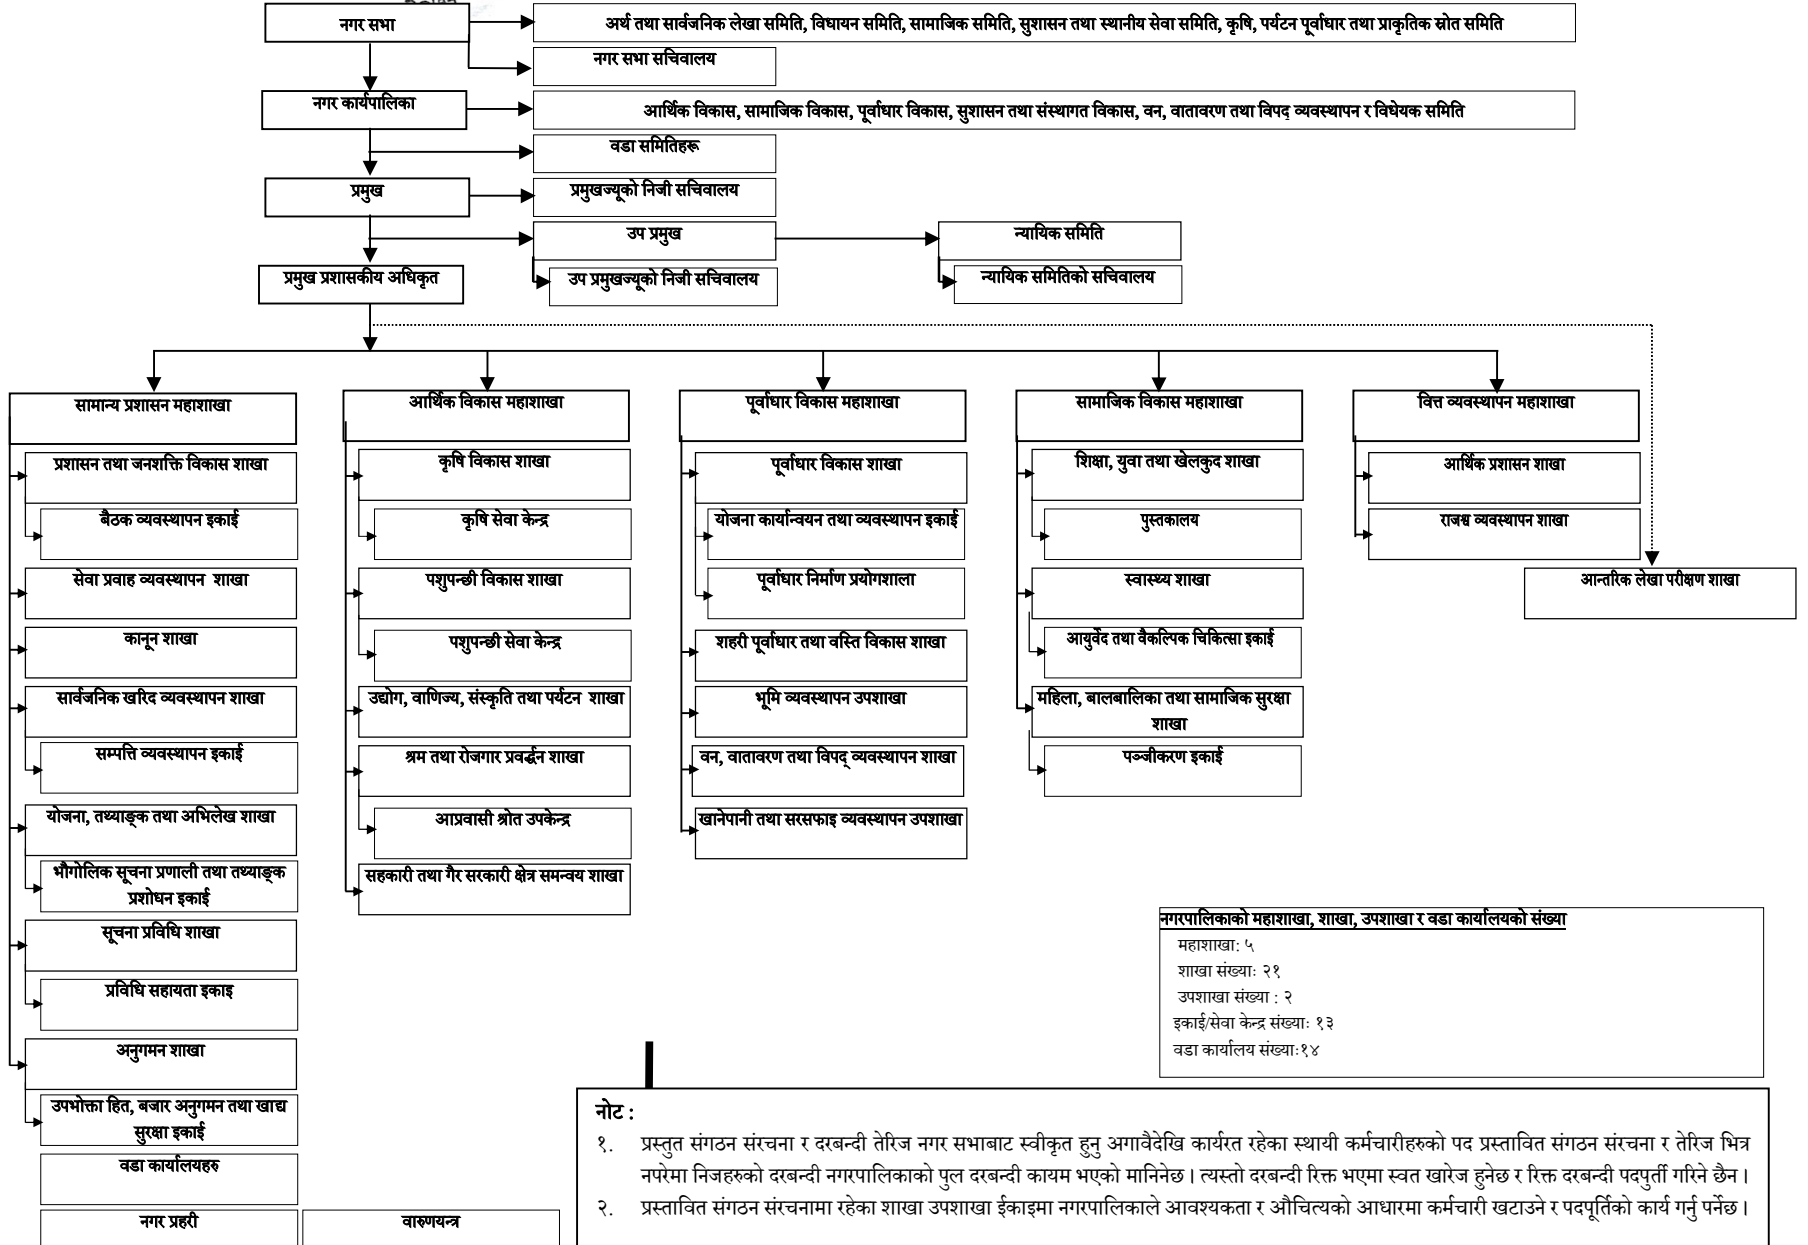 नगर सभा
अर्थ तथा सार्वजनिक लेखा समिति, विधायन समिति, सामाजिक समिति, सुशासन तथा स्थानीय सेवा समिति, कृषि, पर्यटन पूर्वाधार तथा प्राकृतिक स्रोत समिति
नगर सभा सचिवालय
नगर कार्यपालिका
आर्थिक विकास, सामाजिक विकास, पूर्वाधार विकास, सुशासन तथा संस्थागत विकास, वन, वातावरण तथा विपद् व्यवस्थापन र विधेयक समिति
वडा समितिहरू
प्रमुख
प्रमुखज्यूको निजी सचिवालय
उप प्रमुख
न्यायिक समिति
प्रमुख प्रशासकीय अधिकृत
उप प्रमुखज्यूको निजी सचिवालय
न्यायिक समितिको सचिवालय
सामान्य प्रशासन महाशाखा
प्रशासन तथा जनशक्ति विकास शाखा
बैठक व्यवस्थापन इकाई
सेवा प्रवाह व्यवस्थापन शाखा
कानून शाखा
सार्वजनिक खरिद व्यवस्थापन शाखा
सम्पत्ति व्यवस्थापन इकाई
योजना, तथ्याङ्क तथा अभिलेख शाखा
भौगोलिक सूचना प्रणाली तथा तथ्याङ्क
प्रशोधन इकाई
सूचना प्रविधि शाखा
प्रविधि सहायता इकाइ
अनुगमन शाखा
उपभोक्ता हित, बजार अनुगमन तथा खाद्य
सुरक्षा इकाई
वडा कार्यालयहरु
नगर प्रहरी
वारुणयन्त्र
आर्थिक विकास महाशाखा
कृषि विकास शाखा
कृषि सेवा केन्द्र
पशुपन्छी विकास शाखा
पशुपन्छी सेवा केन्द्र
उद्योग, वाणिज्य, संस्कृति तथा पर्यटन शाखा
श्रम तथा रोजगार प्रवर्द्धन शाखा
आप्रवासी श्रोत उपकेन्द्र
सहकारी तथा गैर सरकारी क्षेत्र समन्वय शाखा
पूर्वाधार विकास महाशाखा
पूर्वाधार विकास शाखा
योजना कार्यान्वयन तथा व्यवस्थापन इकाई
पूर्वाधार निर्माण प्रयोगशाला
शहरी पूर्वाधार तथा वस्ति विकास शाखा
भूमि व्यवस्थापन उपशाखा
वन, वातावरण तथा विपद् व्यवस्थापन शाखा
खानेपानी तथा सरसफाइ व्यवस्थापन उपशाखा
सामाजिक विकास महाशाखा
शिक्षा, युवा तथा खेलकुद शाखा
पुस्तकालय
स्वास्थ्य शाखा
आयुर्वेद तथा वैकल्पिक चिकित्सा इकाई
महिला, बालबालिका तथा सामाजिक सुरक्षा
शाखा
पञ्जीकरण इकाई
वित्त व्यवस्थापन महाशाखा
आर्थिक प्रशासन शाखा
राजश्व व्यवस्थापन शाखा
आन्तरिक लेखा परीक्षण शाखा
नगरपालिकाको महाशाखा, शाखा, उपशाखा र वडा कार्यालयको संख्या
महाशाखा: ५
शाखा संख्याः २१
उपशाखा संख्या : २
इकाई/सेवा केन्द्र संख्याः १३
वडा कार्यालय संख्याः१४
नोट :
१. प्रस्तुत संगठन संरचना र दरबन्दी तेरिज नगर सभाबाट स्वीकृत हुनु अगावैदेखि कार्यरत रहेका स्थायी कर्मचारीहरुको पद प्रस्तावित संगठन संरचना र तेरिज भित्र
नपरेमा निजहरुको दरबन्दी नगरपालिकाको पुल दरबन्दी कायम भएको मानिनेछ । त्यस्तो दरबन्दी रिक्त भएमा स्वत खारेज हुनेछ र रिक्त दरबन्दी पदपुर्ती गरिने छैन ।
२. प्रस्तावित संगठन संरचनामा रहेका शाखा उपशाखा ईकाइमा नगरपालिकाले आवश्यकता र औचित्यको आधारमा कर्मचारी खटाउने र पदपूर्तिको कार्य गर्नु पर्नेछ ।